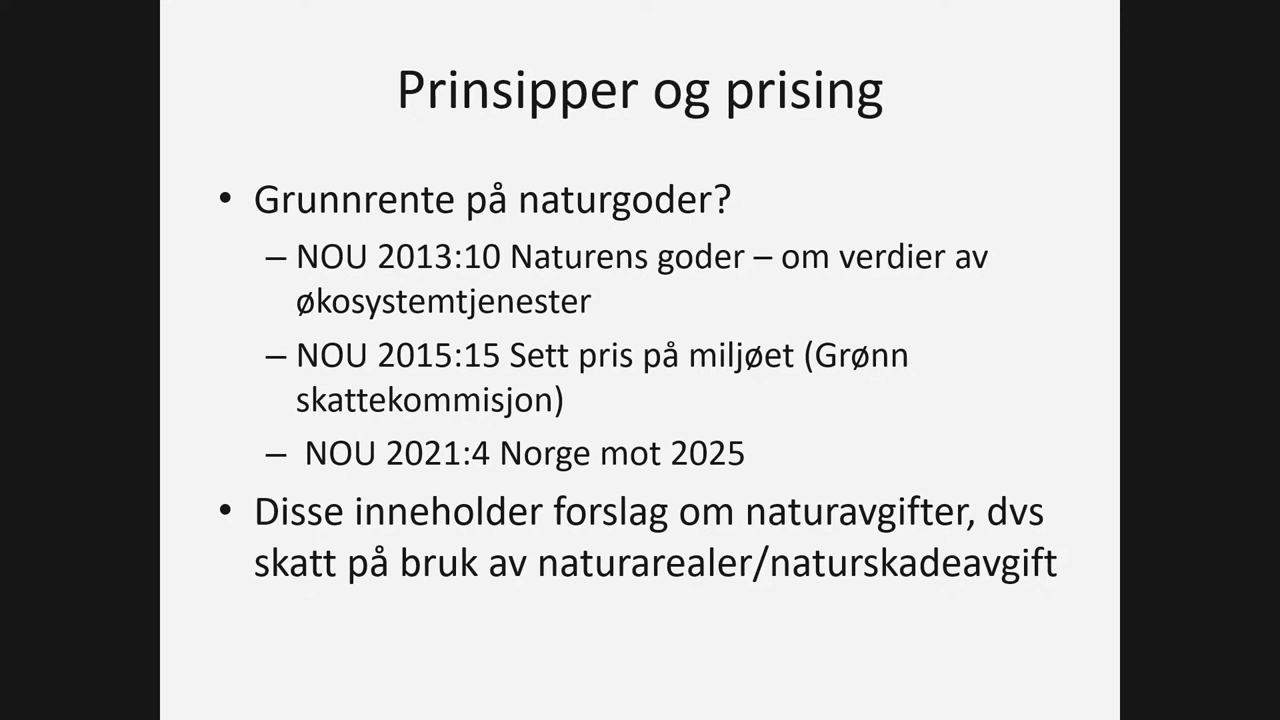 Prinsipper og prising
• Grunnrente på naturgoder?
– NOU 2013:10 Naturens goder – om verdier av
økosystemtjenester
– NOU 2015:15 Sett pris på miljøet (Grønn
skattekommisjon)
– NOU 2021:4 Norge mot 2025
• Disse inneholder forslag om naturavgifter, dvs
skatt på bruk av naturarealer/naturskadeavgift